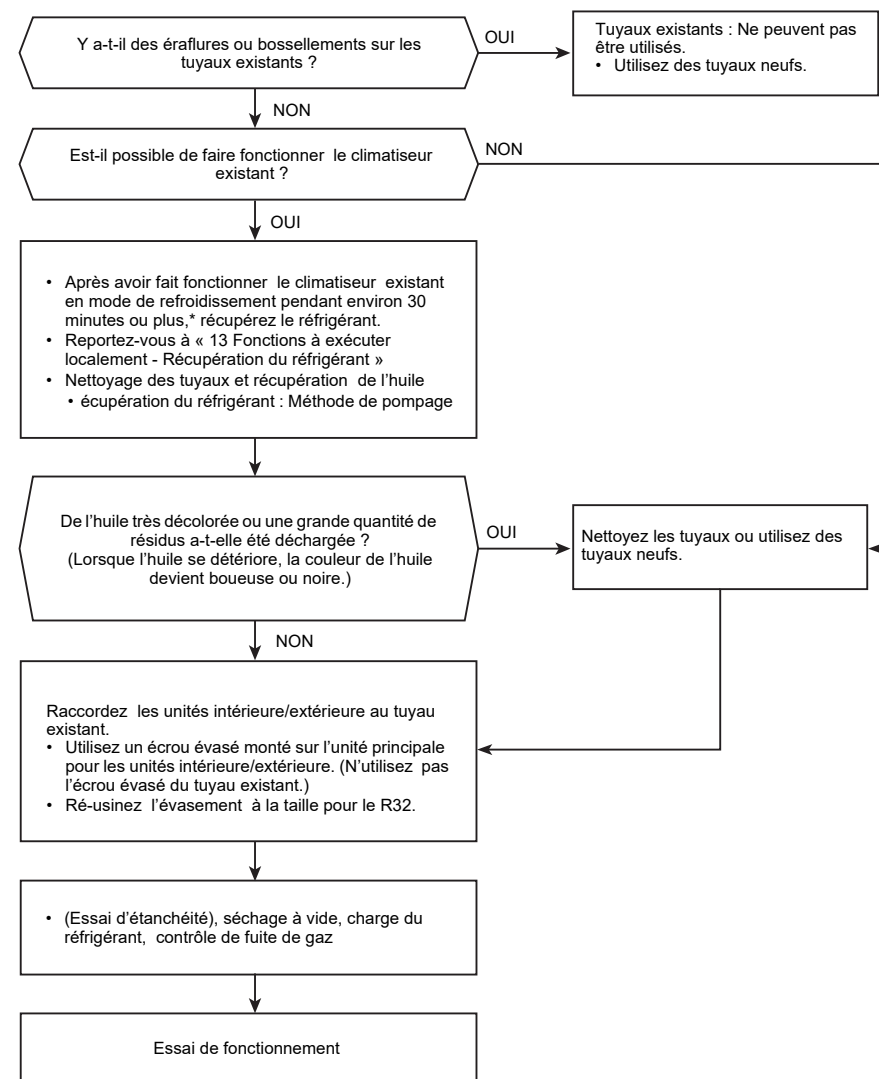 Y a-t-il des éraflures ou bossellements sur les
tuyaux existants ?
OUI
Tuyaux existants : Ne peuvent pas
être utilisés.
• Utilisez des tuyaux neufs.
NON
Est-il possible de faire fonctionner le climatiseur
existant ?
NON
OUI
• Après avoir fait fonctionner le climatiseur existant
en mode de refroidissement pendant environ 30
minutes ou plus,* récupérez le réfrigérant.
• Reportez-vous à « 13 Fonctions à exécuter
localement - Récupération du réfrigérant »
• Nettoyage des tuyaux et récupération de l’huile
• écupération du réfrigérant : Méthode de pompage
De l’huile très décolorée ou une grande quantité de
résidus a-t-elle été déchargée ?
(Lorsque l’huile se détériore, la couleur de l’huile
devient boueuse ou noire.)
OUI
Nettoyez les tuyaux ou utilisez des
tuyaux neufs.
NON
Raccordez les unités intérieure/extérieure au tuyau
existant.
• Utilisez un écrou évasé monté sur l’unité principale
pour les unités intérieure/extérieure. (N’utilisez pas
l’écrou évasé du tuyau existant.)
• Ré-usinez l’évasement à la taille pour le R32.
• (Essai d’étanchéité), séchage à vide, charge du
réfrigérant, contrôle de fuite de gaz
Essai de fonctionnement